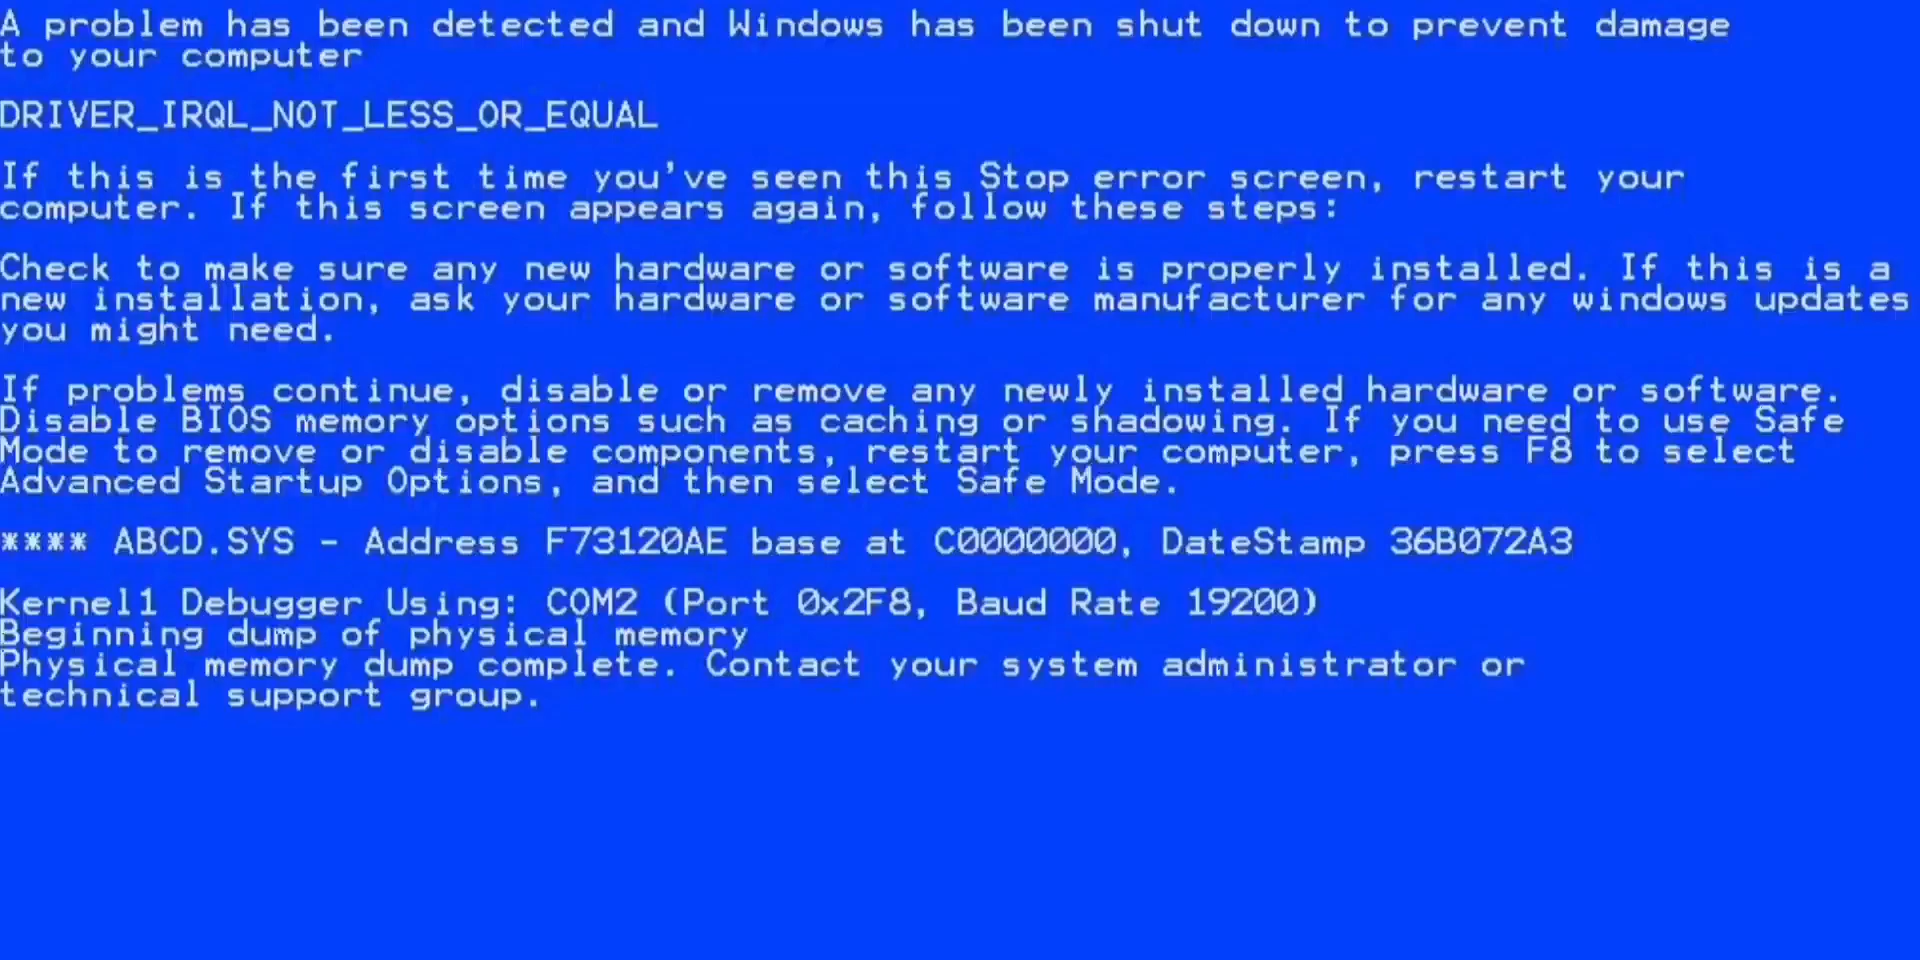 A problem has been detected and Windows has been shut down to prevent damage
to your computer
DRIVER_IRQL_NOT_LESS_OR_EQUAL
If this is the first time you've seen this Stop error screen, restart your
computer. If this screen appears again, follow these steps:
Check to make sure any new hardware or software is properly installed. If this is a
new installation, ask your hardware or software manufacturer for any windows updates
you might need.
If problems continue, disable or remove any newly installed hardware or software.
Disable BIOS memory options such as caching or shadowing. If you need to use Safe
Mode to remove or disable components, restart your computer, press F8 to select
Advanced Startup Options, and then select Safe Mode.
**** ABCD.SYS - Address F73120AE base at C0000000, DateStamp 36B072A3
Kernel1 Debugger Using: COM2 (Port 0x2F8, Baud Rate 19200)
Beginning dump of physical memory
Physical memory dump complete. Contact your system administrator or
technical support group.